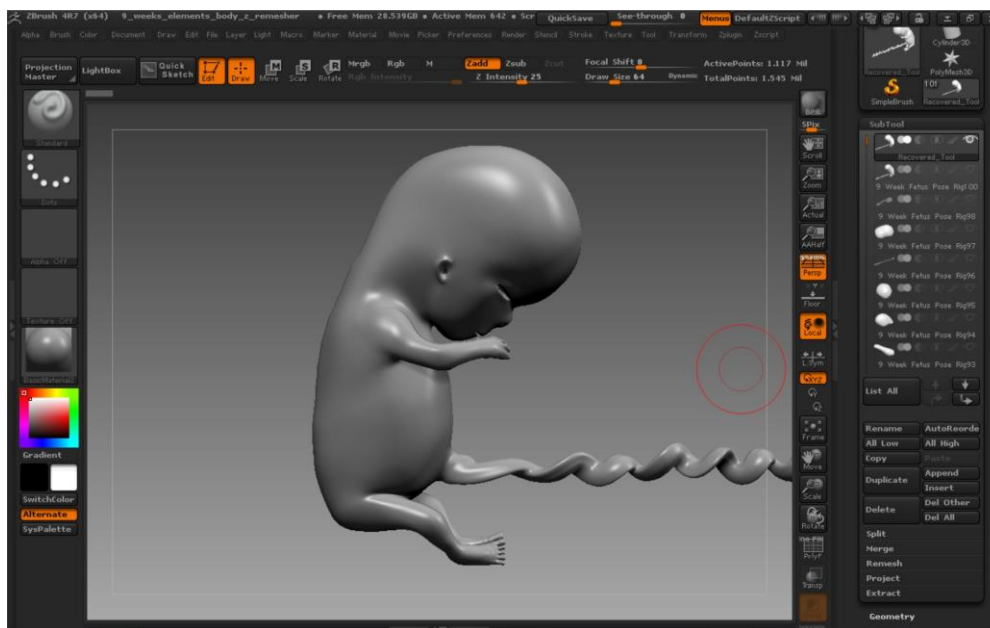 ZBrush 4R7 (x64) 9_weeks_elements_body_z_remesher • Free Mem 28.539GB • Active Mem 642 • Scr QuickSave See-through 0 Menus DefaultZScript
Alpha Brush Color Document Draw Edit File Layer Light Macro Marker Material Movie Picker Preferences Render Stencil Stroke Texture Tool Transform Zplugin Zscript
Projection Master
LightBox
Quick Sketch
Edit
Draw
Move
Scale
Rotate
Mrgb Rgb M
Rgb Intensity
Zadd Zsub Zcut
Z Intensity 25
Focal Shift 0
Draw Size 64 Dynamic
ActivePoints: 1.117 Mil
TotalPoints: 1.545 Mil
Standard
Dots
Alpha Off
Texture Off
BasicMaterial2
Gradient
SwitchColor
Alternate
SysPalette
BPR
SPix
Scroll
Zoom
Actual
AAHalf
Persp
Floor
Local
L.Sym
XYZ
Frame
Move
Scale
Rotate
PolyF
Transp
Cylinder3D
Recovered_Tool
PolyMesh3D
SimpleBrush
Recovered_Tool
SubTool
Recovered_Tool
9 Week Fetus Pose Rig100
9 Week Fetus Pose Rig98
9 Week Fetus Pose Rig97
9 Week Fetus Pose Rig96
9 Week Fetus Pose Rig95
9 Week Fetus Pose Rig94
9 Week Fetus Pose Rig93
List All
Rename AutoReorde
All Low All High
Copy Paste
Duplicate Append
Insert
Delete Del Other
Del All
Split
Merge
Remesh
Project
Extract
Geometry